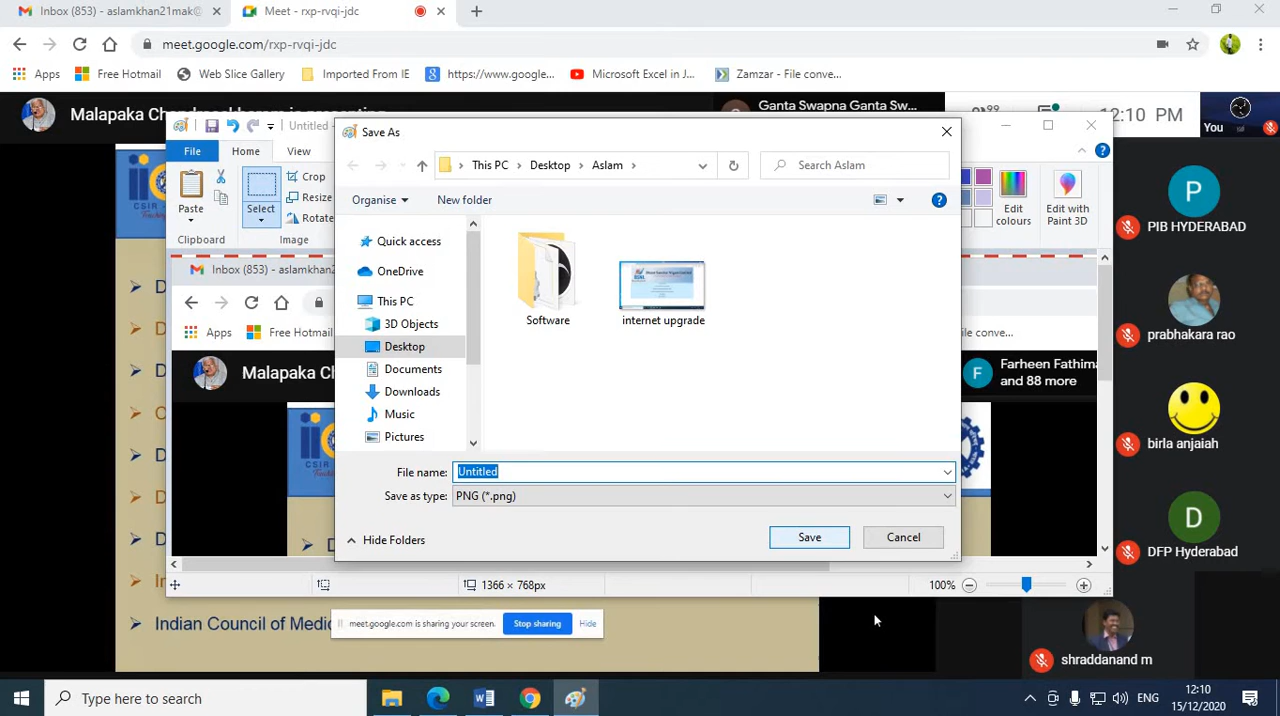 Inbox (853) - aslamkhan21mak@
Meet - rxp-rvqi-jdc
meet.google.com/rxp-rvqi-jdc
Apps
Free Hotmail
Web Slice Gallery
Imported From IE
https://www.google...
Microsoft Excel in J...
Zamzar - File conve...
Malapaka Ch
is presenting
Ganta Swapna Ganta Sw...
99
12:10 PM
You
Untitled
Save As
File
Home
View
This PC
Desktop
Aslam
Search Aslam
Paste
Select
Crop
Resize
Rotate
Edit colours
Edit with Paint 3D
Clipboard
Image
Organise
New folder
Quick access
OneDrive
This PC
3D Objects
Desktop
Documents
Downloads
Music
Pictures
Software
internet upgrade
Inbox (853) - aslamkhan2
Apps
Free Hotmail
file conve...
Malapaka Ch
Farheen Fathima
and 88 more
File name:
Untitled
Save as type:
PNG (*.png)
Hide Folders
Save
Cancel
1366 × 768px
100%
CSIR
D
D
D
C
D
D
D
In
Indian Council of Medic
meet.google.com is sharing your screen.
Stop sharing
Hide
P
PIB HYDERABAD
prabhakara rao
birla anjaiah
D
DFP Hyderabad
shraddanand m
Type here to search
ENG
12:10
15/12/2020